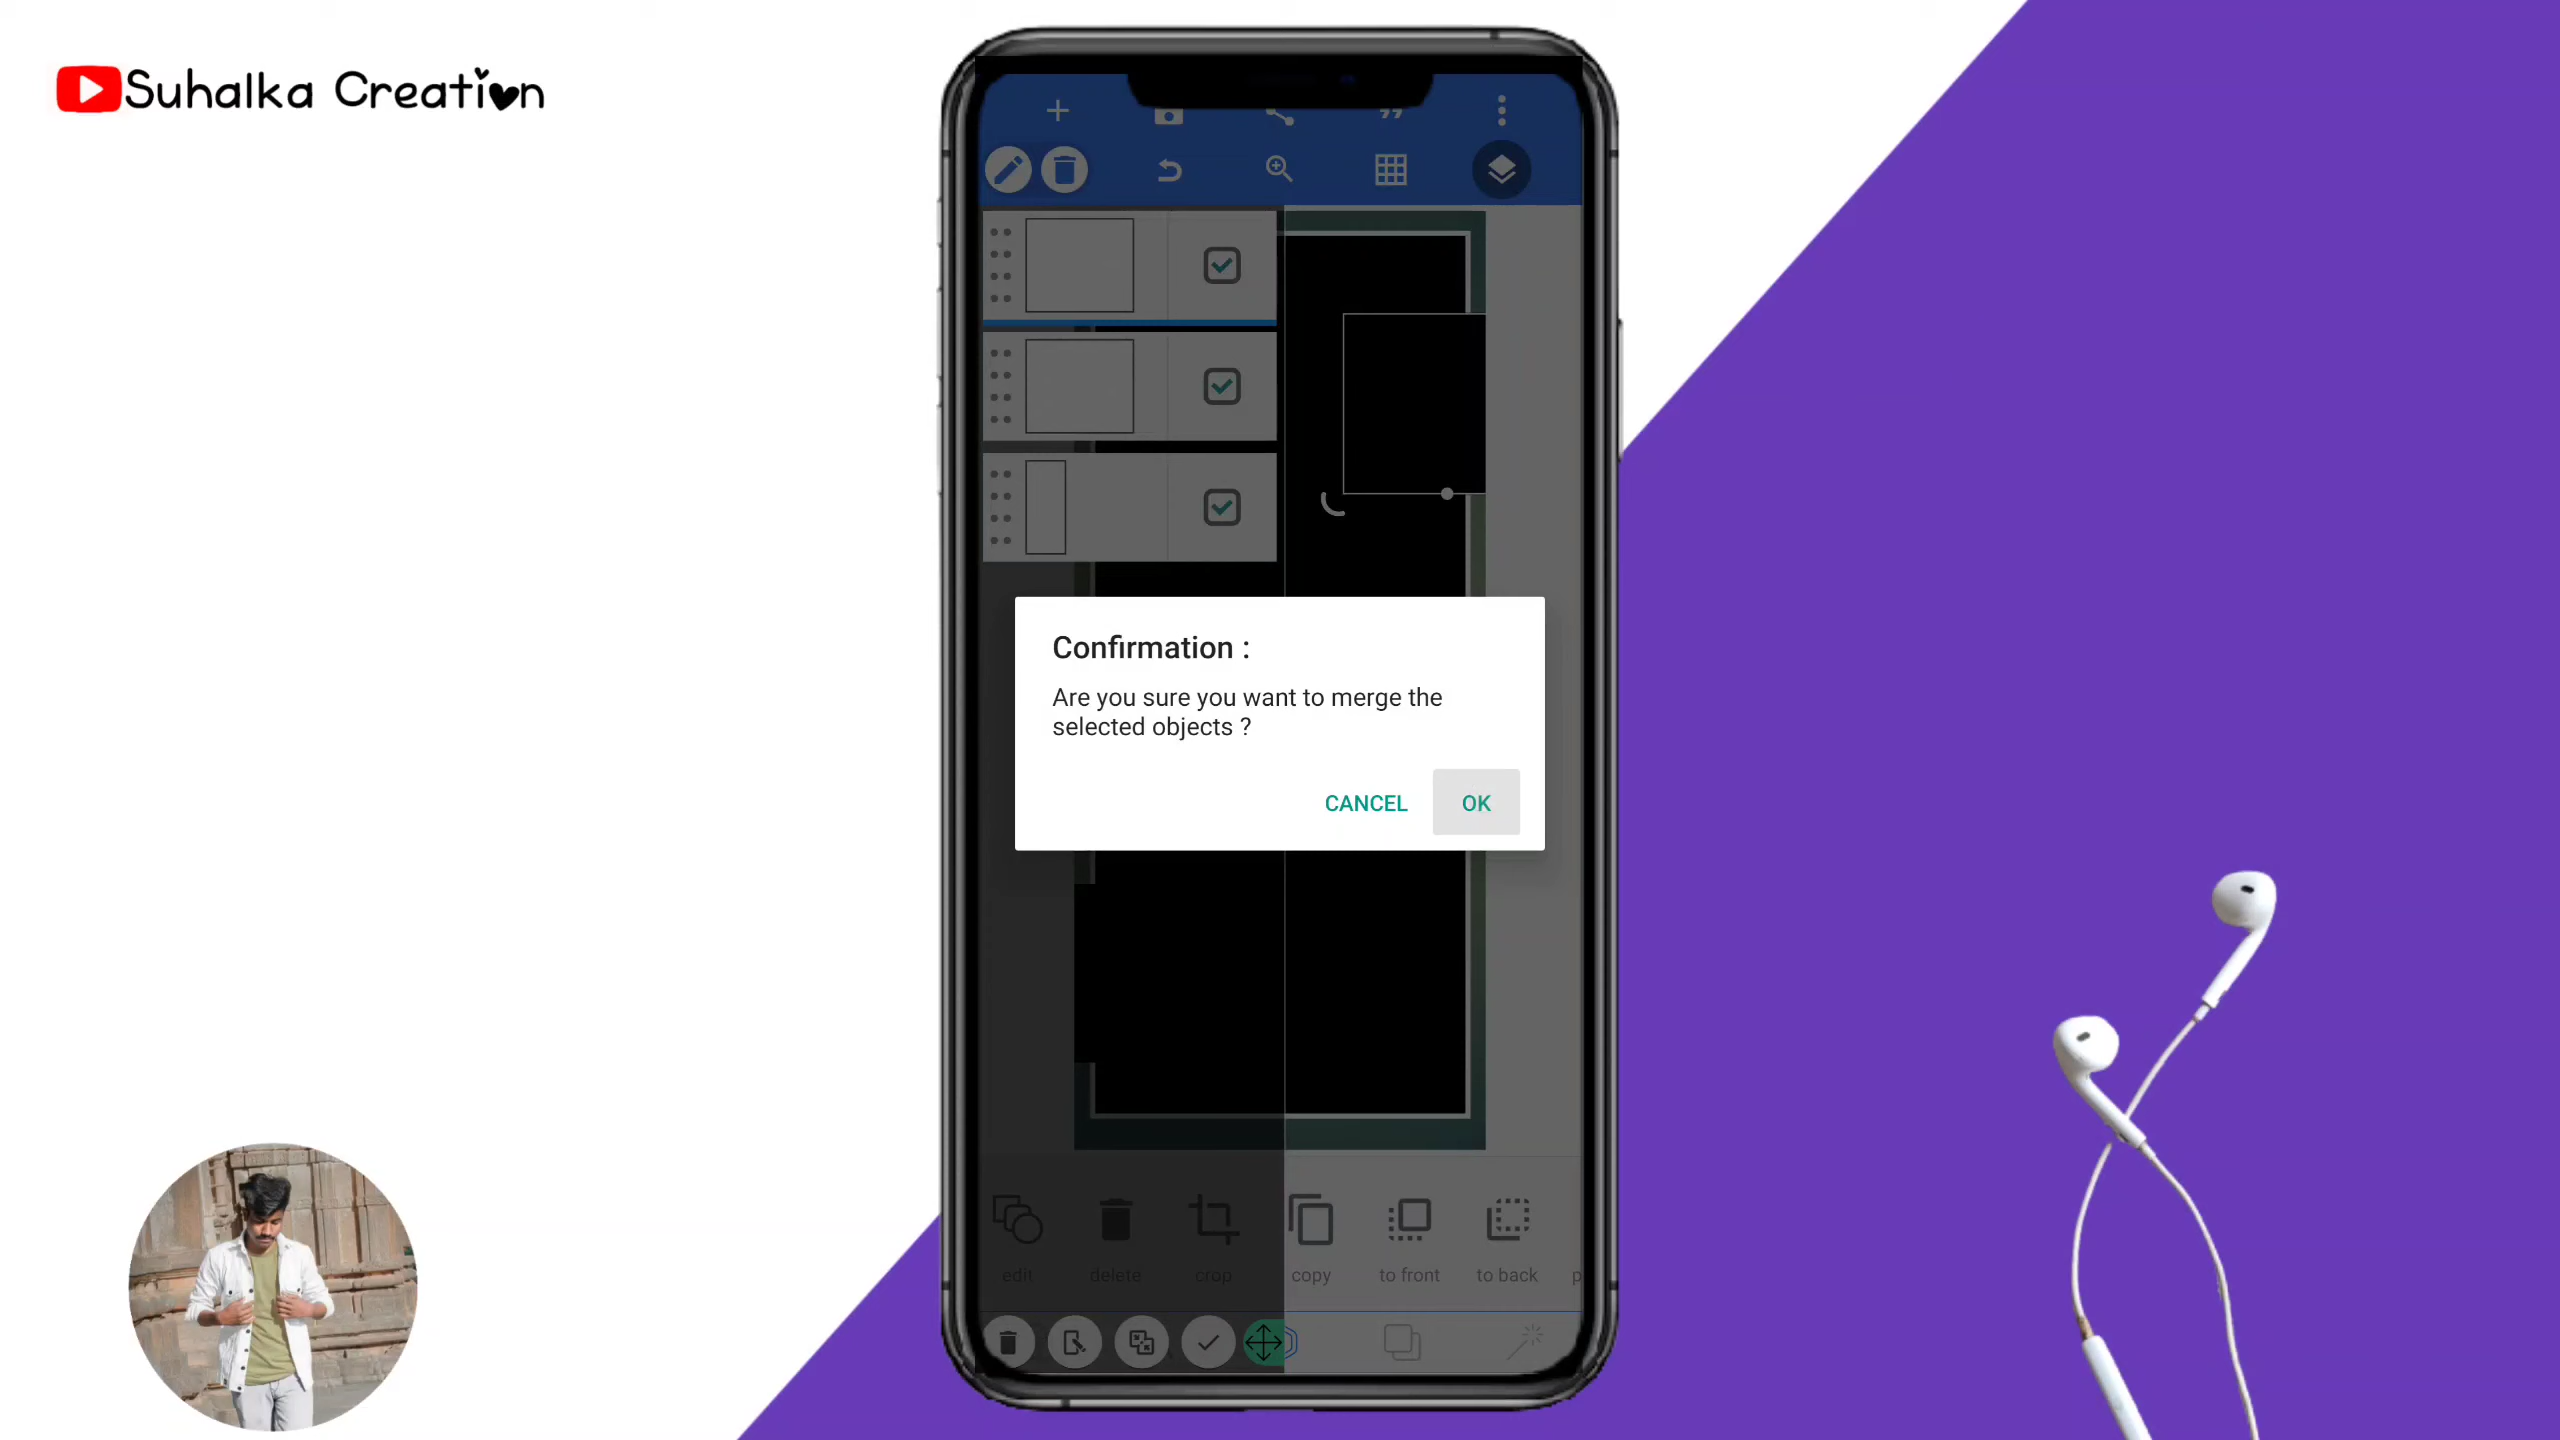 Suhalka Creation
Confirmation :
Are you sure you want to merge the
selected objects ?
CANCEL OK
edit delete crop copy to front to back p